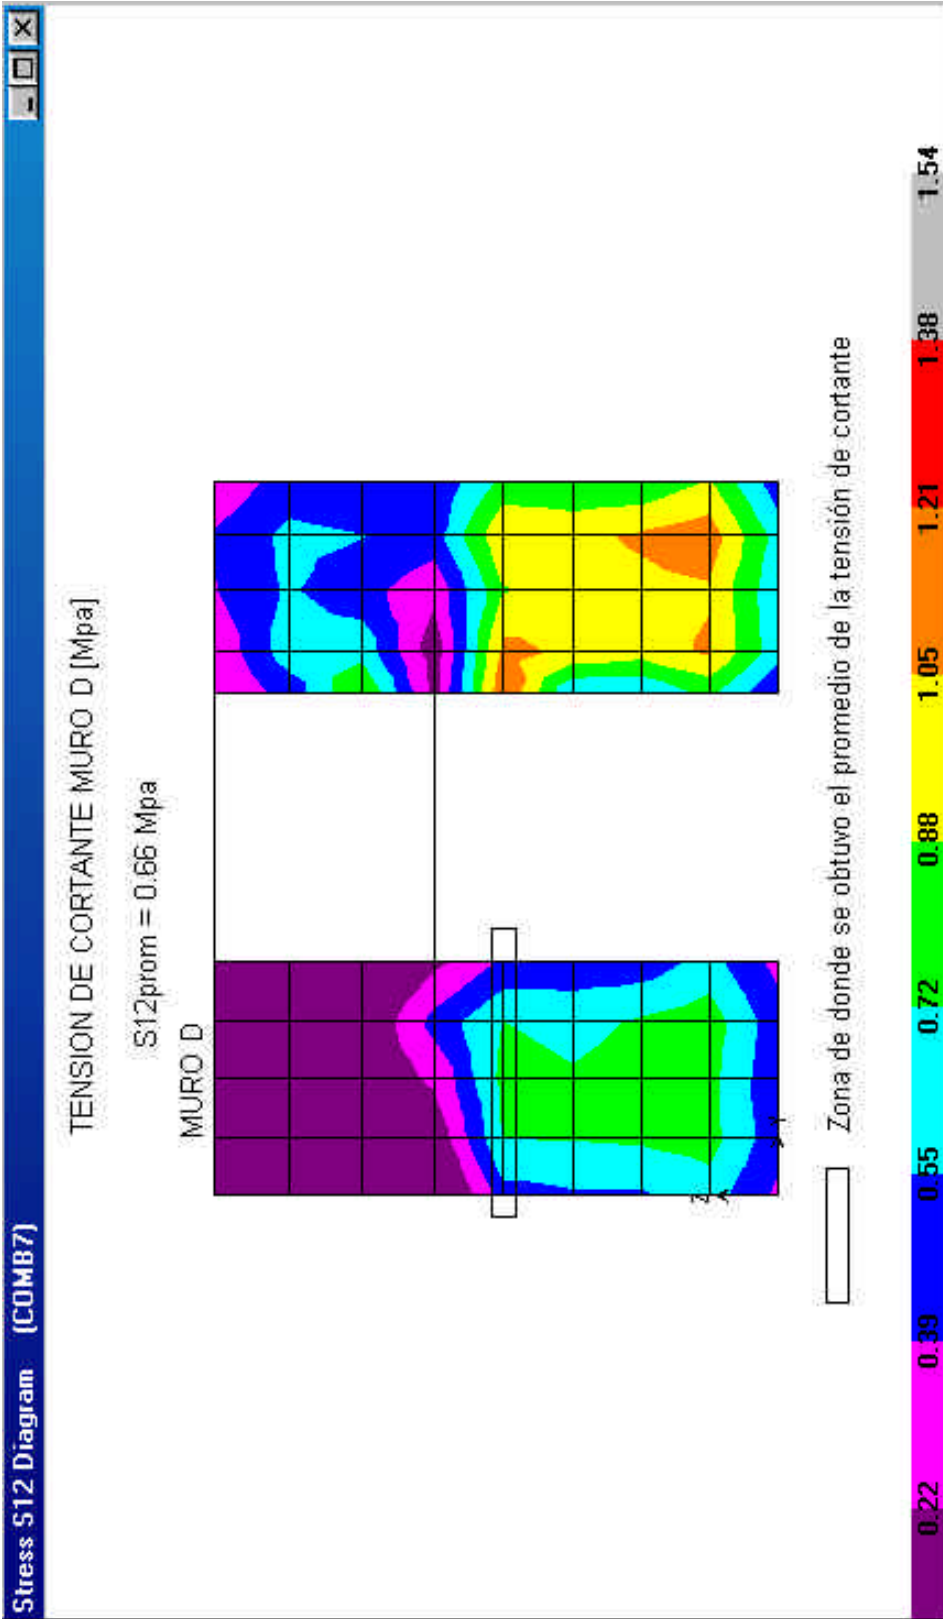 Stress S12 Diagram (COMB7)
TENSION DE CORTANTE MURO D [Mpa]
S12prom = 0.66 Mpa
MURO D
Z
X
Y
Zona de donde se obtuvo el promedio de la tensión de cortante
0.22 0.39 0.55 0.72 0.88 1.05 1.21 1.38 1.54